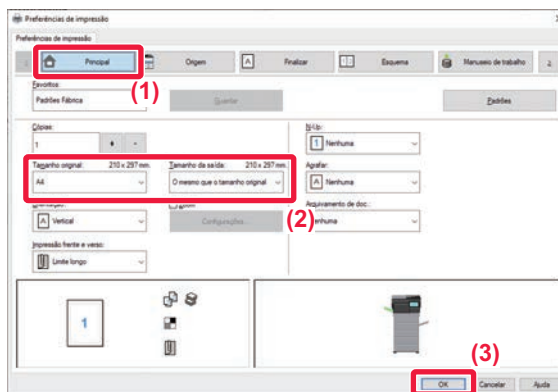 Preferências de impressão
Preferências de impressão
Principal
Origem
Finalizar
Esquema
Manuseio de trabalho
(1)
Favoritos:
Padrões Fábrica
Guardar
Padrões
Cópias:
1
N-Up:
1 Nenhuma
Tamanho original: 210 x 297 mm.
Tamanho da saída: 210 x 297 mm.
Agrafar:
A4
O mesmo que o tamanho original
Nenhuma
(2)
Arquivamento de doc.:
A Vertical
Configurações...
Nenhuma
Impressão frente e verso:
Limite longo
1
(3)
OK
Cancelar
Ajuda